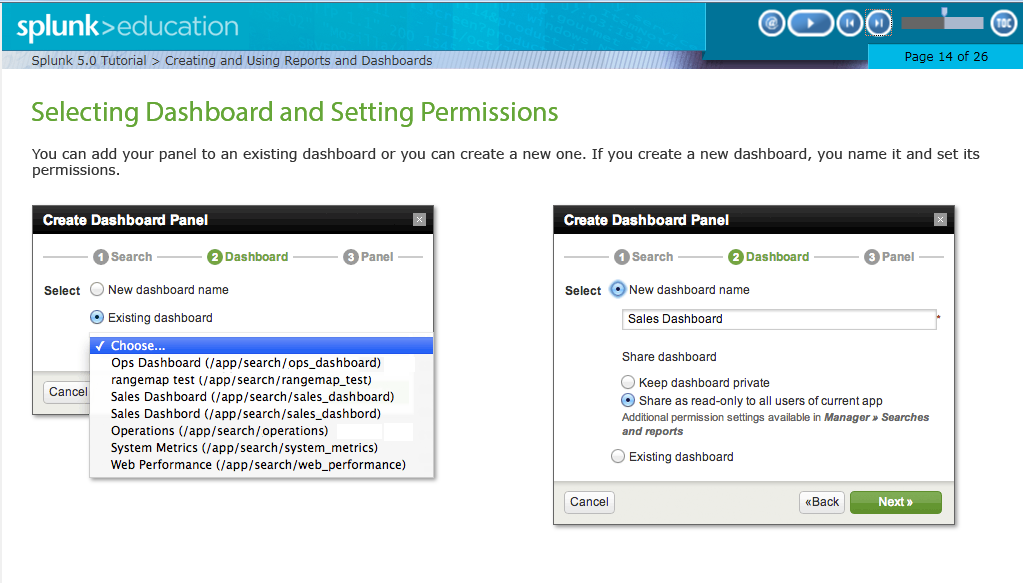 splunk>education
TOC
Splunk 5.0 Tutorial > Creating and Using Reports and Dashboards
Page 14 of 26
Selecting Dashboard and Setting Permissions
You can add your panel to an existing dashboard or you can create a new one. If you create a new dashboard, you name it and set its
permissions.
Create Dashboard Panel
1 Search 2 Dashboard 3 Panel
Select New dashboard name
Existing dashboard
✓ Choose...
Ops Dashboard (/app/search/ops_dashboard)
rangemap test (/app/search/rangemap_test)
Sales Dashboard (/app/search/sales_dashboard)
Sales Dashbord (/app/search/sales_dashbord)
Operations (/app/search/operations)
System Metrics (/app/search/system_metrics)
Web Performance (/app/search/web_performance)
Cancel
Create Dashboard Panel
1 Search 2 Dashboard 3 Panel
Select New dashboard name
Sales Dashboard *
Share dashboard
Keep dashboard private
Share as read-only to all users of current app
Additional permission settings available in Manager » Searches
and reports
Existing dashboard
Cancel «Back Next »